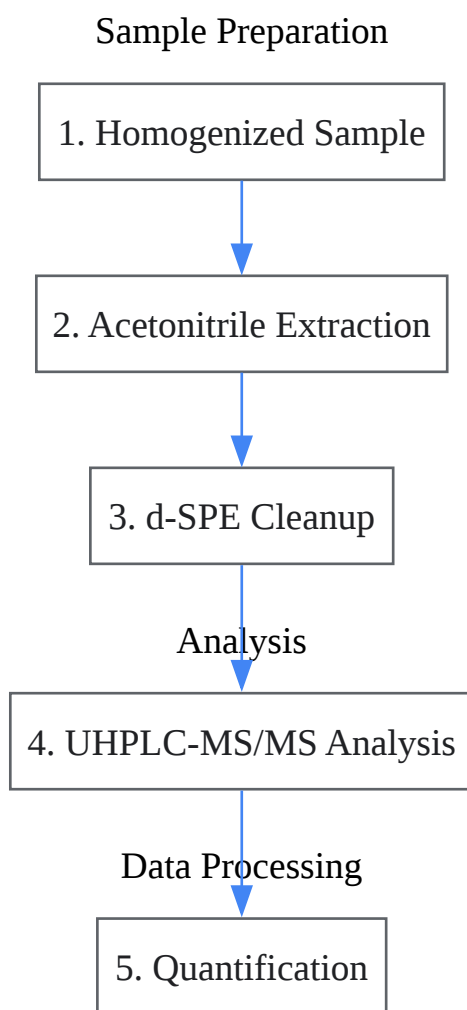 Sample Preparation
1. Homogenized Sample
2. Acetonitrile Extraction
3. d-SPE Cleanup
Analysis
4. UHPLC-MS/MS Analysis
Data Processing
5. Quantification